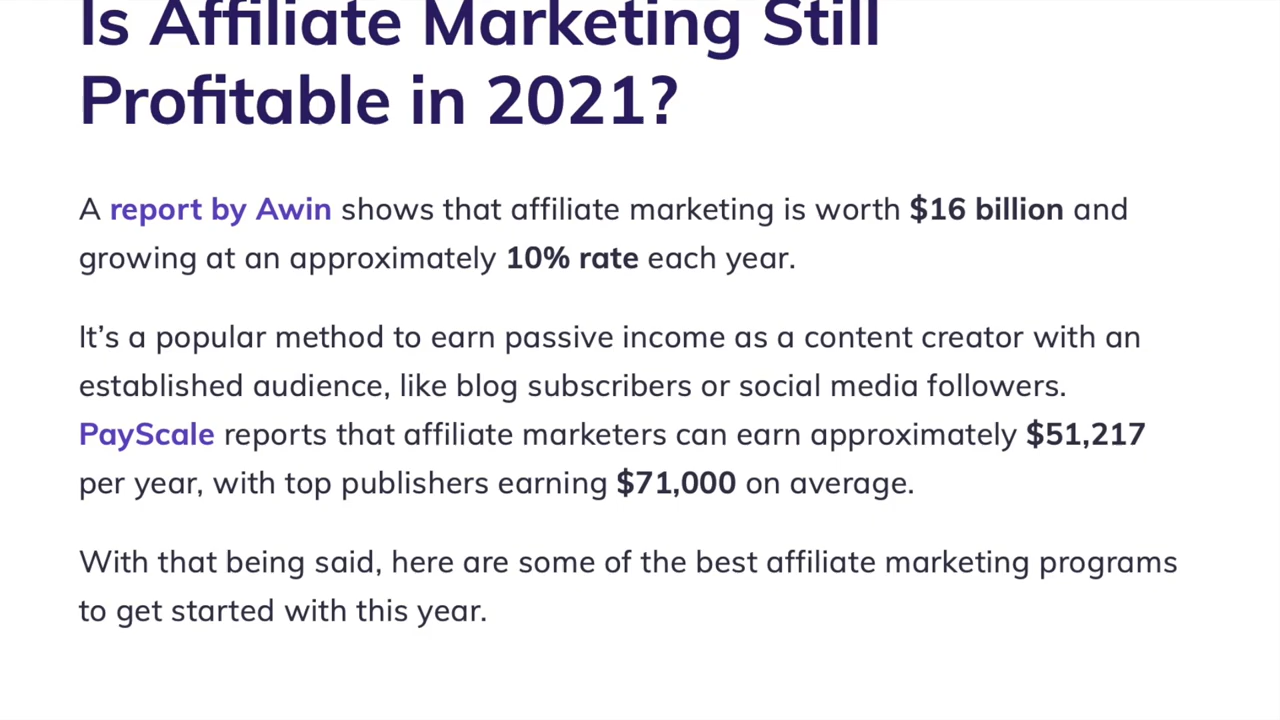 Is Affiliate Marketing Still
Profitable in 2021?
A report by Awin shows that affiliate marketing is worth $16 billion and
growing at an approximately 10% rate each year.
It’s a popular method to earn passive income as a content creator with an
established audience, like blog subscribers or social media followers.
PayScale reports that affiliate marketers can earn approximately $51,217
per year, with top publishers earning $71,000 on average.
With that being said, here are some of the best affiliate marketing programs
to get started with this year.